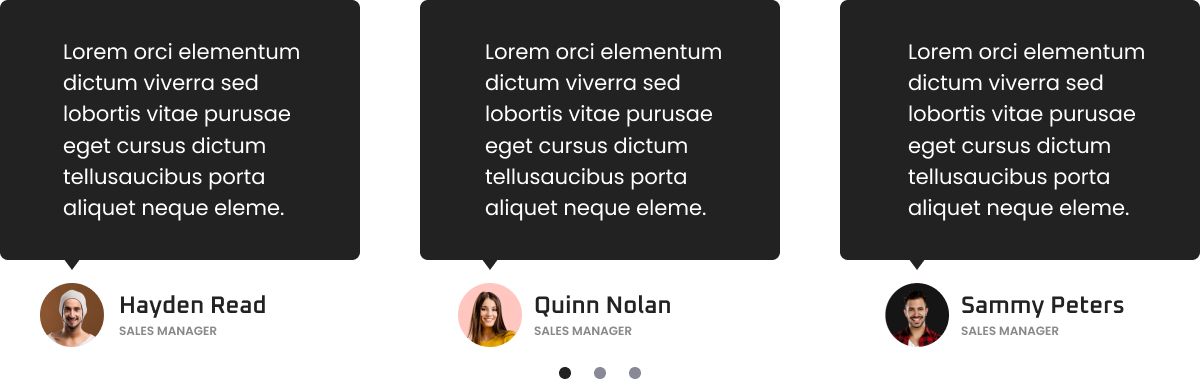 Lorem orci elementum
dictum viverra sed
lobortis vitae purusae
eget cursus dictum
tellusaucibus porta
aliquet neque eleme.
Hayden Read
SALES MANAGER
Lorem orci elementum
dictum viverra sed
lobortis vitae purusae
eget cursus dictum
tellusaucibus porta
aliquet neque eleme.
Quinn Nolan
SALES MANAGER
Lorem orci elementum
dictum viverra sed
lobortis vitae purusae
eget cursus dictum
tellusaucibus porta
aliquet neque eleme.
Sammy Peters
SALES MANAGER